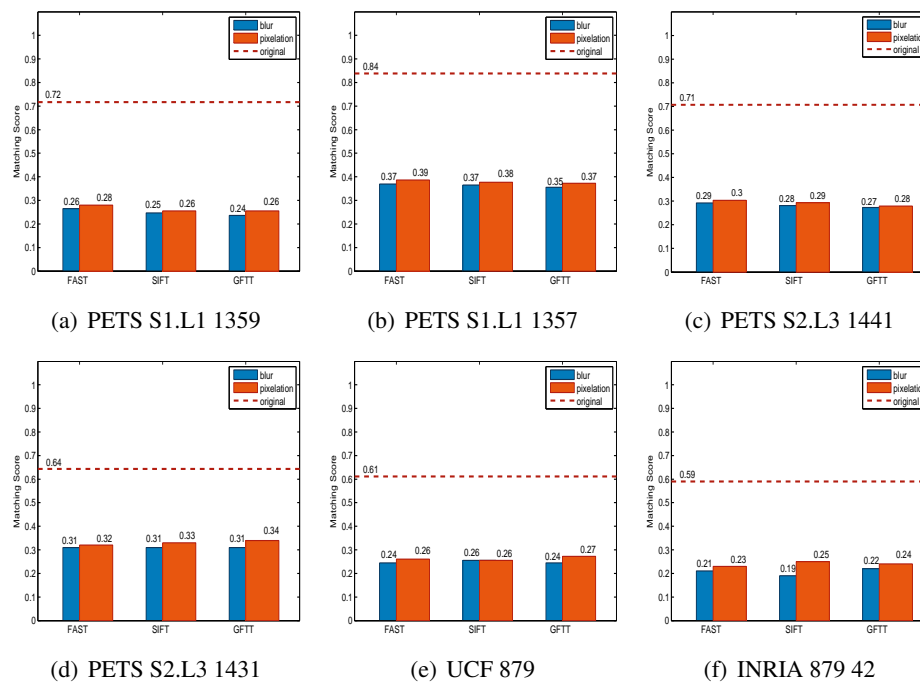 blur
pixelation
original
Matching Score
1
0.9
0.8
0.7
0.6
0.5
0.4
0.3
0.2
0.1
0
0.72
0.26 0.28 0.25 0.26 0.24 0.26
FAST SIFT GFTT
(a) PETS S1.L1 1359
blur
pixelation
original
Matching Score
1
0.9
0.8
0.7
0.6
0.5
0.4
0.3
0.2
0.1
0
0.84
0.37 0.39 0.37 0.38 0.35 0.37
FAST SIFT GFTT
(b) PETS S1.L1 1357
blur
pixelation
original
Matching Score
1
0.9
0.8
0.7
0.6
0.5
0.4
0.3
0.2
0.1
0
0.71
0.29 0.3 0.28 0.29 0.27 0.28
FAST SIFT GFTT
(c) PETS S2.L3 1441
blur
pixelation
original
Matching Score
1
0.9
0.8
0.7
0.6
0.5
0.4
0.3
0.2
0.1
0
0.64
0.31 0.32 0.31 0.33 0.31 0.34
FAST SIFT GFTT
(d) PETS S2.L3 1431
blur
pixelation
original
Matching Score
1
0.9
0.8
0.7
0.6
0.5
0.4
0.3
0.2
0.1
0
0.61
0.24 0.26 0.26 0.26 0.24 0.27
FAST SIFT GFTT
(e) UCF 879
blur
pixelation
original
Matching Score
1
0.9
0.8
0.7
0.6
0.5
0.4
0.3
0.2
0.1
0
0.59
0.21 0.23 0.19 0.25 0.22 0.24
FAST SIFT GFTT
(f) INRIA 879 42